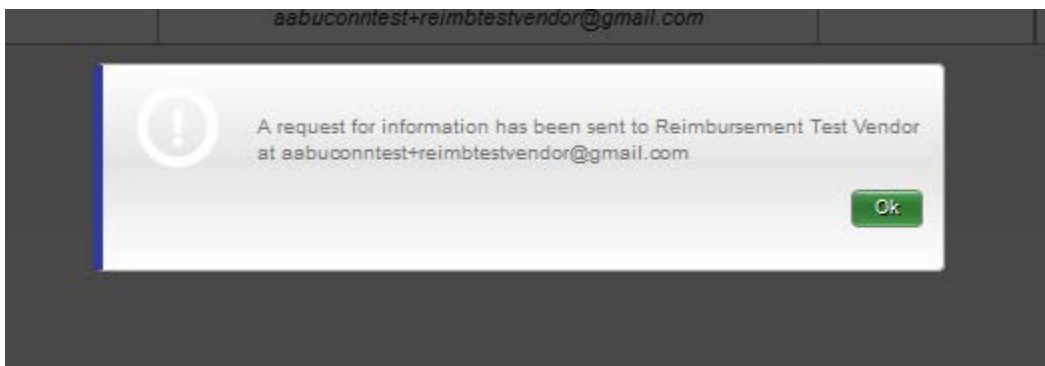 aabuconntest+reimbtestvendor@gmail.com
A request for information has been sent to Reimbursement Test Vendor
at aabuconntest+reimbtestvendor@gmail.com
Ok